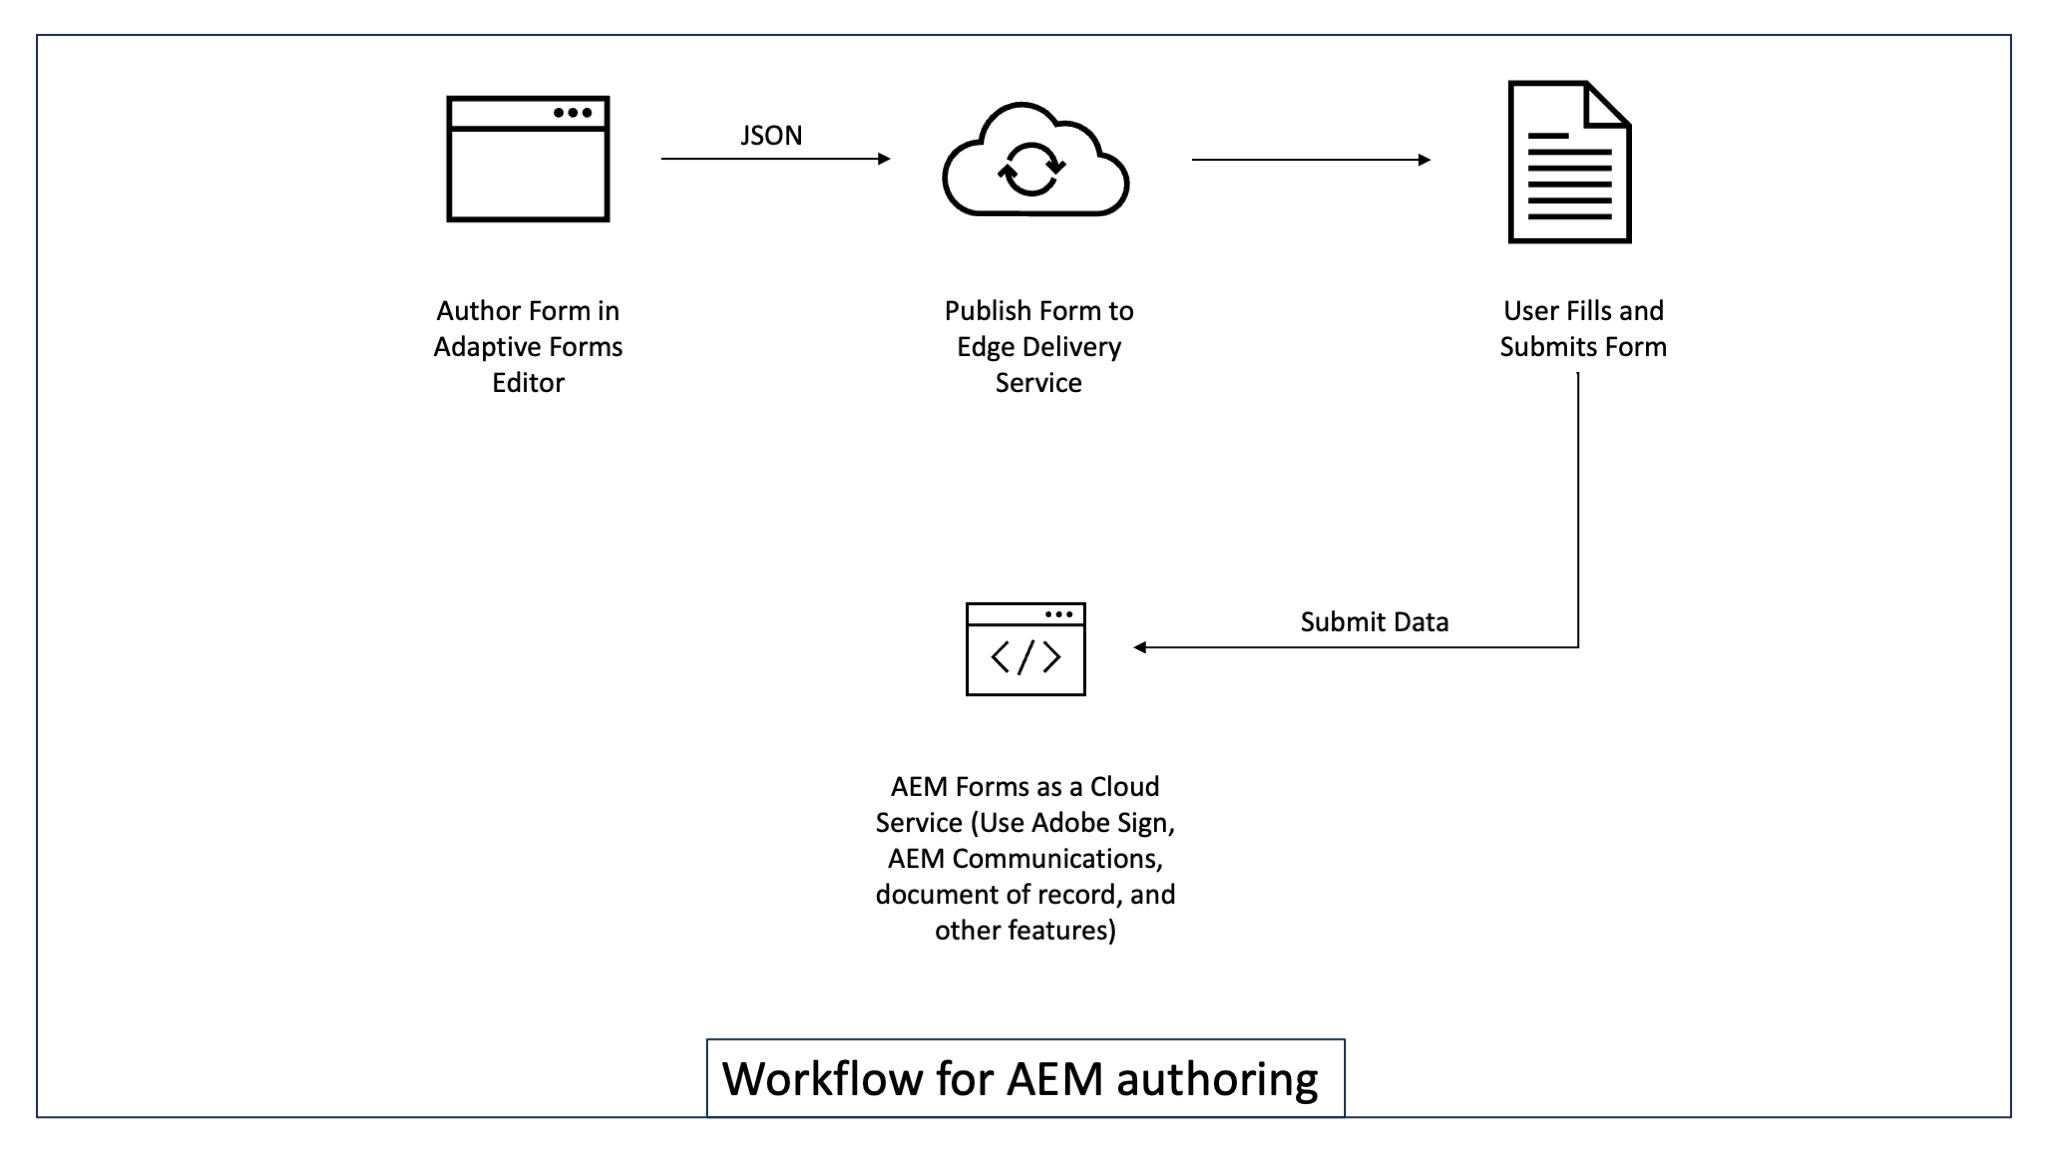 JSON
Author Form in
Adaptive Forms
Editor
Publish Form to
Edge Delivery
Service
User Fills and
Submits Form
Submit Data
</>
AEM Forms as a Cloud
Service (Use Adobe Sign,
AEM Communications,
document of record, and
other features)
Workflow for AEM authoring